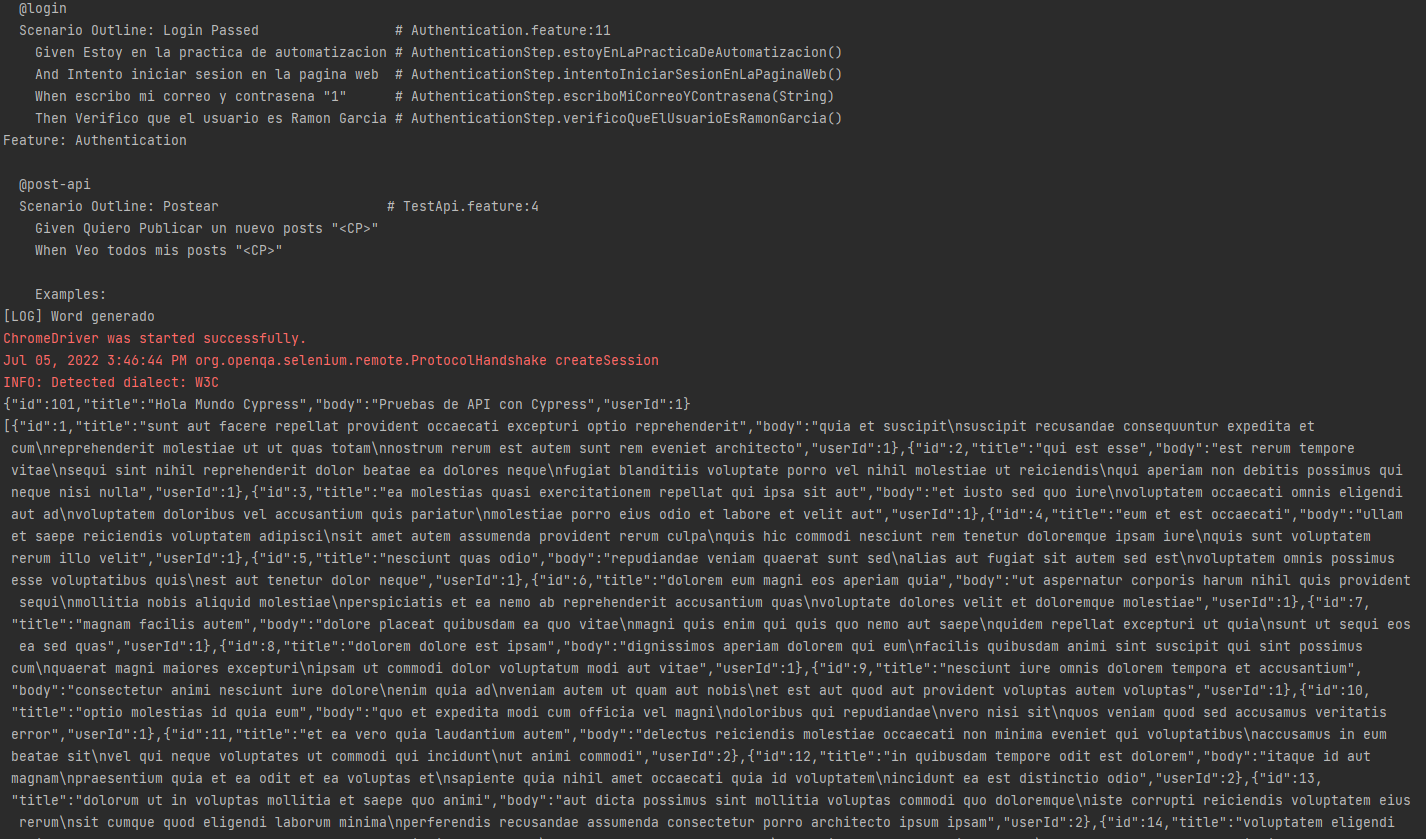 @login
Scenario Outline: Login Passed # Authentication.feature:11
Given Estoy en la practica de automatizacion # AuthenticationStep.estoyEnLaPracticaDeAutomatizacion()
And Intento iniciar sesion en la pagina web # AuthenticationStep.intentoIniciarSesionEnLaPaginaWeb()
When escribo mi correo y contrasena "1" # AuthenticationStep.escriboMiCorreoYContrasena(String)
Then Verifico que el usuario es Ramon Garcia # AuthenticationStep.verificoQueElUsuarioEsRamonGarcia()
Feature: Authentication
@post-api
Scenario Outline: Postear # TestApi.feature:4
Given Quiero Publicar un nuevo posts "<CP>"
When Veo todos mis posts "<CP>"
Examples:
[LOG] Word generado
ChromeDriver was started successfully.
Jul 05, 2022 3:46:44 PM org.openqa.selenium.remote.ProtocolHandshake createSession
INFO: Detected dialect: W3C
{"id":101,"title":"Hola Mundo Cypress","body":"Pruebas de API con Cypress","userId":1}
[{"id":1,"title":"sunt aut facere repellat provident occaecati excepturi optio reprehenderit","body":"quia et suscipit\nsuscipit recusandae consequuntur expedita et
cum\nreprehenderit molestiae ut ut quas totam\nnostrum rerum est autem sunt rem eveniet architecto","userId":1},{"id":2,"title":"qui est esse","body":"est rerum tempore
vitae\nsequi sint nihil reprehenderit dolor beatae ea dolores neque\nfugiat blanditiis voluptate porro vel nihil molestiae ut reiciendis\nqui aperiam non debitis possimus qui
neque nisi nulla","userId":1},{"id":3,"title":"ea molestias quasi exercitationem repellat qui ipsa sit aut","body":"et iusto sed quo iure\nvoluptatem occaecati omnis eligendi
aut ad\nvoluptatem doloribus vel accusantium quis pariatur\nmolestiae porro eius odio et labore et velit aut","userId":1},{"id":4,"title":"eum et est occaecati","body":"ullam
et saepe reiciendis voluptatem adipisci\nsit amet autem assumenda provident rerum culpa\nquis hic commodi nesciunt rem tenetur doloremque ipsam iure\nquis sunt voluptatem
rerum illo velit","userId":1},{"id":5,"title":"nesciunt quas odio","body":"repudiandae veniam quaerat sunt sed\nalias aut fugiat sit autem sed est\nvoluptatem omnis possimus
esse voluptatibus quis\nest aut tenetur dolor neque","userId":1},{"id":6,"title":"dolorem eum magni eos aperiam quia","body":"ut aspernatur corporis harum nihil quis provident
sequi\nmollitia nobis aliquid molestiae\nperspiciatis et ea nemo ab reprehenderit accusantium quas\nvoluptate dolores velit et doloremque molestiae","userId":1},{"id":7,
"title":"magnam facilis autem","body":"dolore placeat quibusdam ea quo vitae\nmagni quis enim qui quis quo nemo aut saepe\nquidem repellat excepturi ut quia\nsunt ut sequi eos
ea sed quas","userId":1},{"id":8,"title":"dolorem dolore est ipsam","body":"dignissimos aperiam dolorem qui eum\nfacilis quibusdam animi sint suscipit qui sint possimus
cum\nquaerat magni maiores excepturi\nipsam ut commodi dolor voluptatum modi aut vitae","userId":1},{"id":9,"title":"nesciunt iure omnis dolorem tempora et accusantium",
"body":"consectetur animi nesciunt iure dolore\nenim quia ad\nveniam autem ut quam aut nobis\net est aut quod aut provident voluptas autem voluptas","userId":1},{"id":10,
"title":"optio molestias id quia eum","body":"quo et expedita modi cum officia vel magni\ndoloribus qui repudiandae\nvero nisi sit\nquos veniam quod sed accusamus veritatis
error","userId":1},{"id":11,"title":"et ea vero quia laudantium autem","body":"delectus reiciendis molestiae occaecati non minima eveniet qui voluptatibus\naccusamus in eum
beatae sit\nvel qui neque voluptates ut commodi qui incidunt\nut animi commodi","userId":2},{"id":12,"title":"in quibusdam tempore odit est dolorem","body":"itaque id aut
magnam\npraesentium quia et ea odit et ea voluptas et\nsapiente quia nihil amet occaecati quia id voluptatem\nincidunt ea est distinctio odio","userId":2},{"id":13,
"title":"dolorum ut in voluptas mollitia et saepe quo animi","body":"aut dicta possimus sint mollitia voluptas commodi quo doloremque\niste corrupti reiciendis voluptatem eius
rerum\nsit cumque quod eligendi laborum minima\nperferendis recusandae assumenda consectetur porro architecto ipsum ipsam","userId":2},{"id":14,"title":"voluptatem eligendi